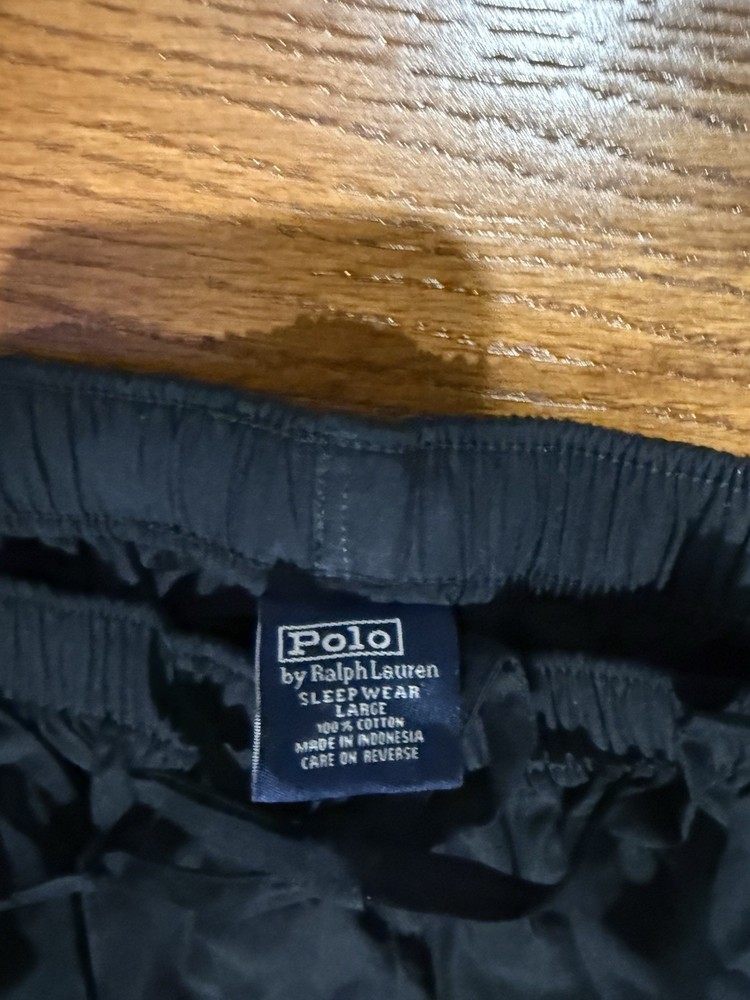 Polo
by Ralph Lauren
SLEEPWEAR
LARGE
100% COTTON
MADE IN INDONESIA
CARE ON REVERSE